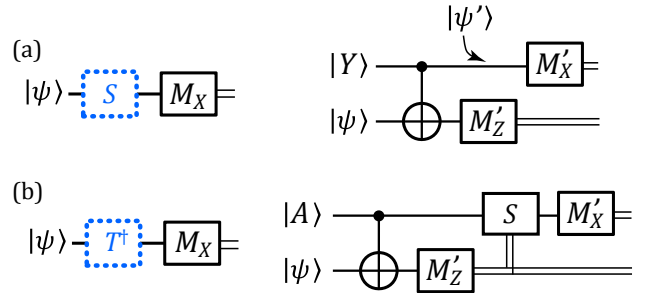 (a) |ψ⟩ S M_X |ψ'⟩
|Y⟩ M'_X
|ψ⟩ M'_Z
(b) |ψ⟩ T† M_X
|A⟩ S M'_X
|ψ⟩ M'_Z